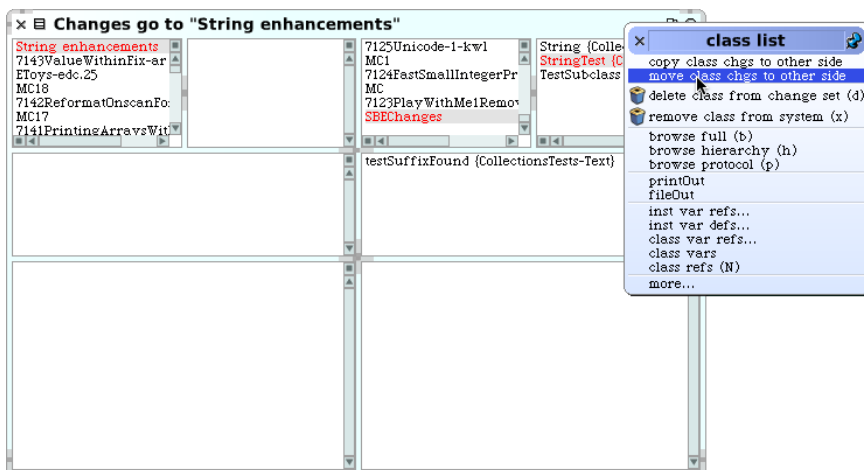 Changes go to "String enhancements"
String enhancements
7143ValueWithinFix-ar
EToys-edc.25
MC18
7142ReformatOnscanFo
MC17
7141PrintingArraysWit
7125Unicode-1-kwl
MC1
7124FastSmallIntegerPr
MC
7123PlayWithMe1Remov
SBEChanges
String {Colle
StringTest {C
TestSubclass
testSuffixFound {CollectionsTests-Text}
class list
copy class chgs to other side
move class chgs to other side
delete class from change set (d)
remove class from system (x)
browse full (b)
browse hierarchy (h)
browse protocol (p)
printOut
fileOut
inst var refs...
inst var defs...
class var refs...
class vars
class refs (N)
more...